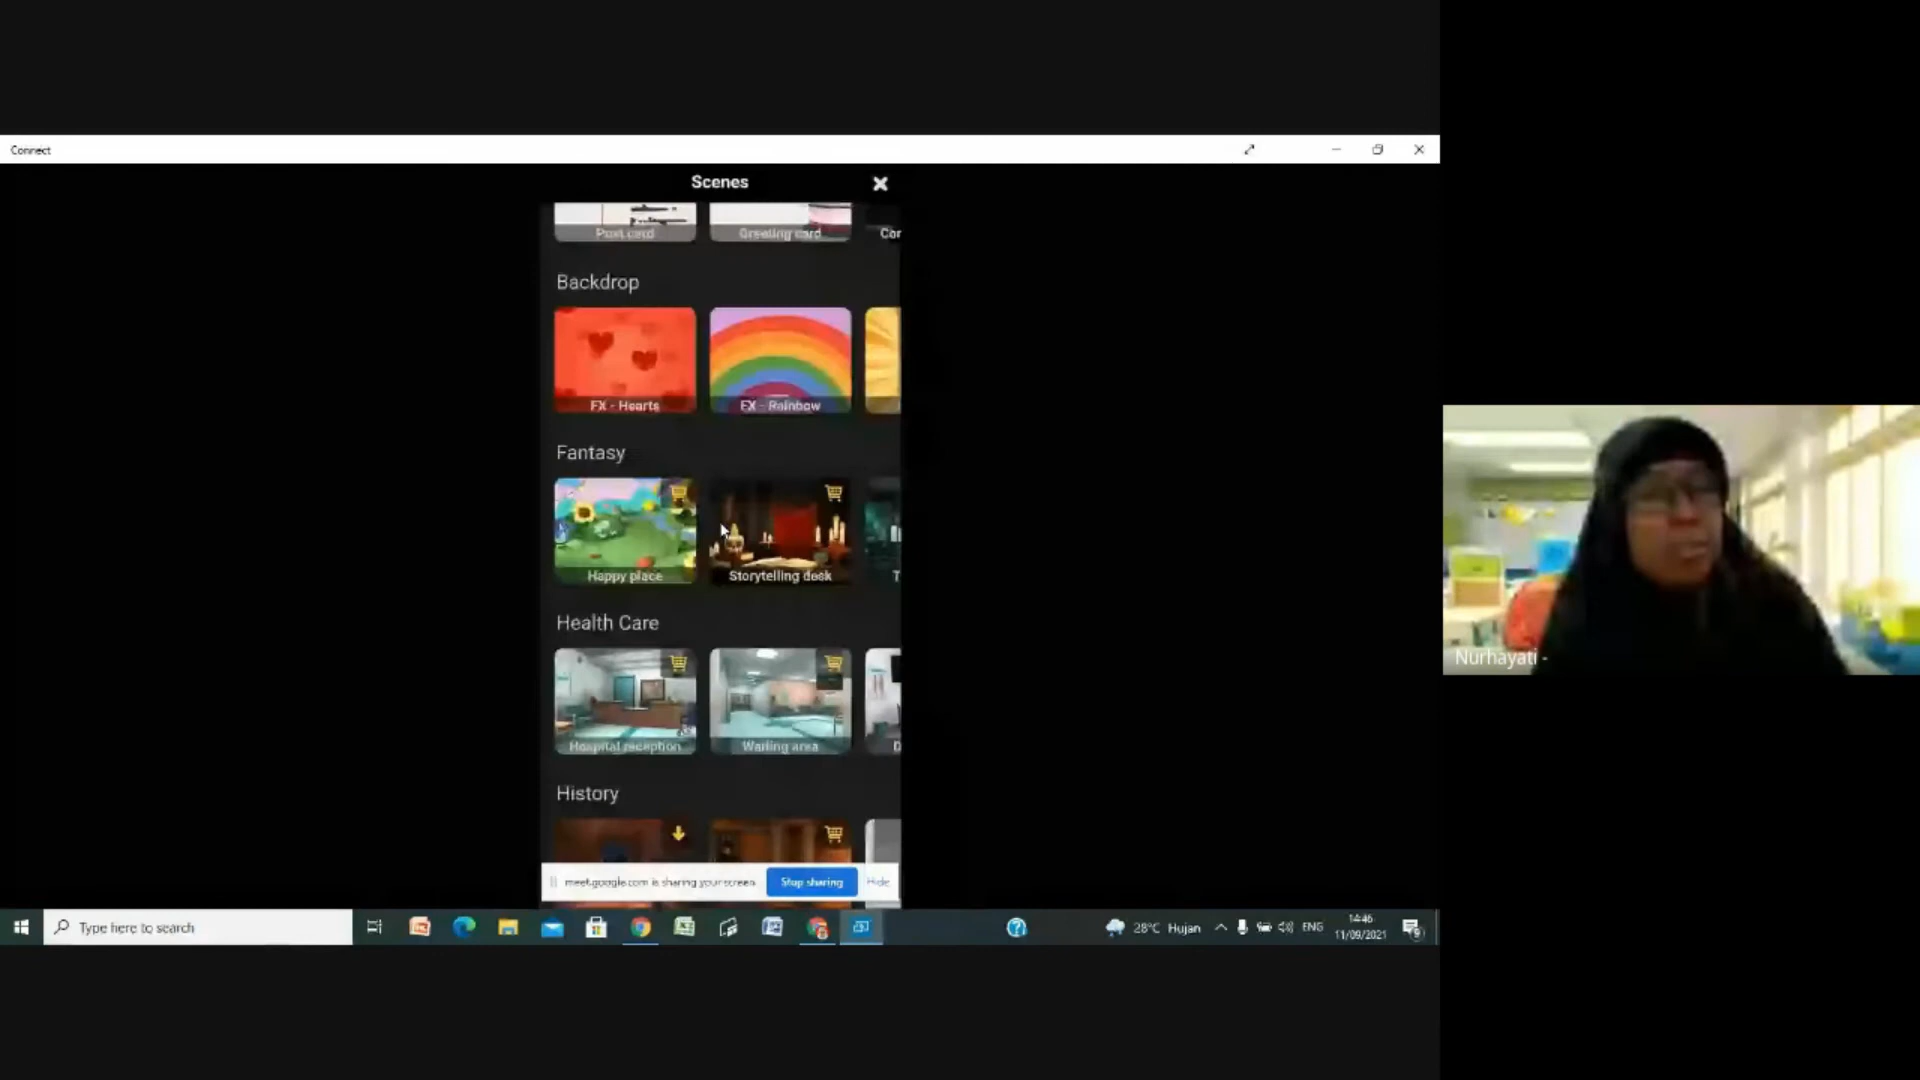 Connect
Scenes
Post card
Greeting card
Cor
Backdrop
FX - Hearts
FX - Rainbow
Fantasy
Happy place
Storytelling desk
T
Health Care
Hospital reception
Waiting area
D
History
meet.google.com is sharing your screen.
Stop sharing
Hide
Type here to search
28°C Hujan
ENG
14:46
11/09/2021
9
Nurhayati -